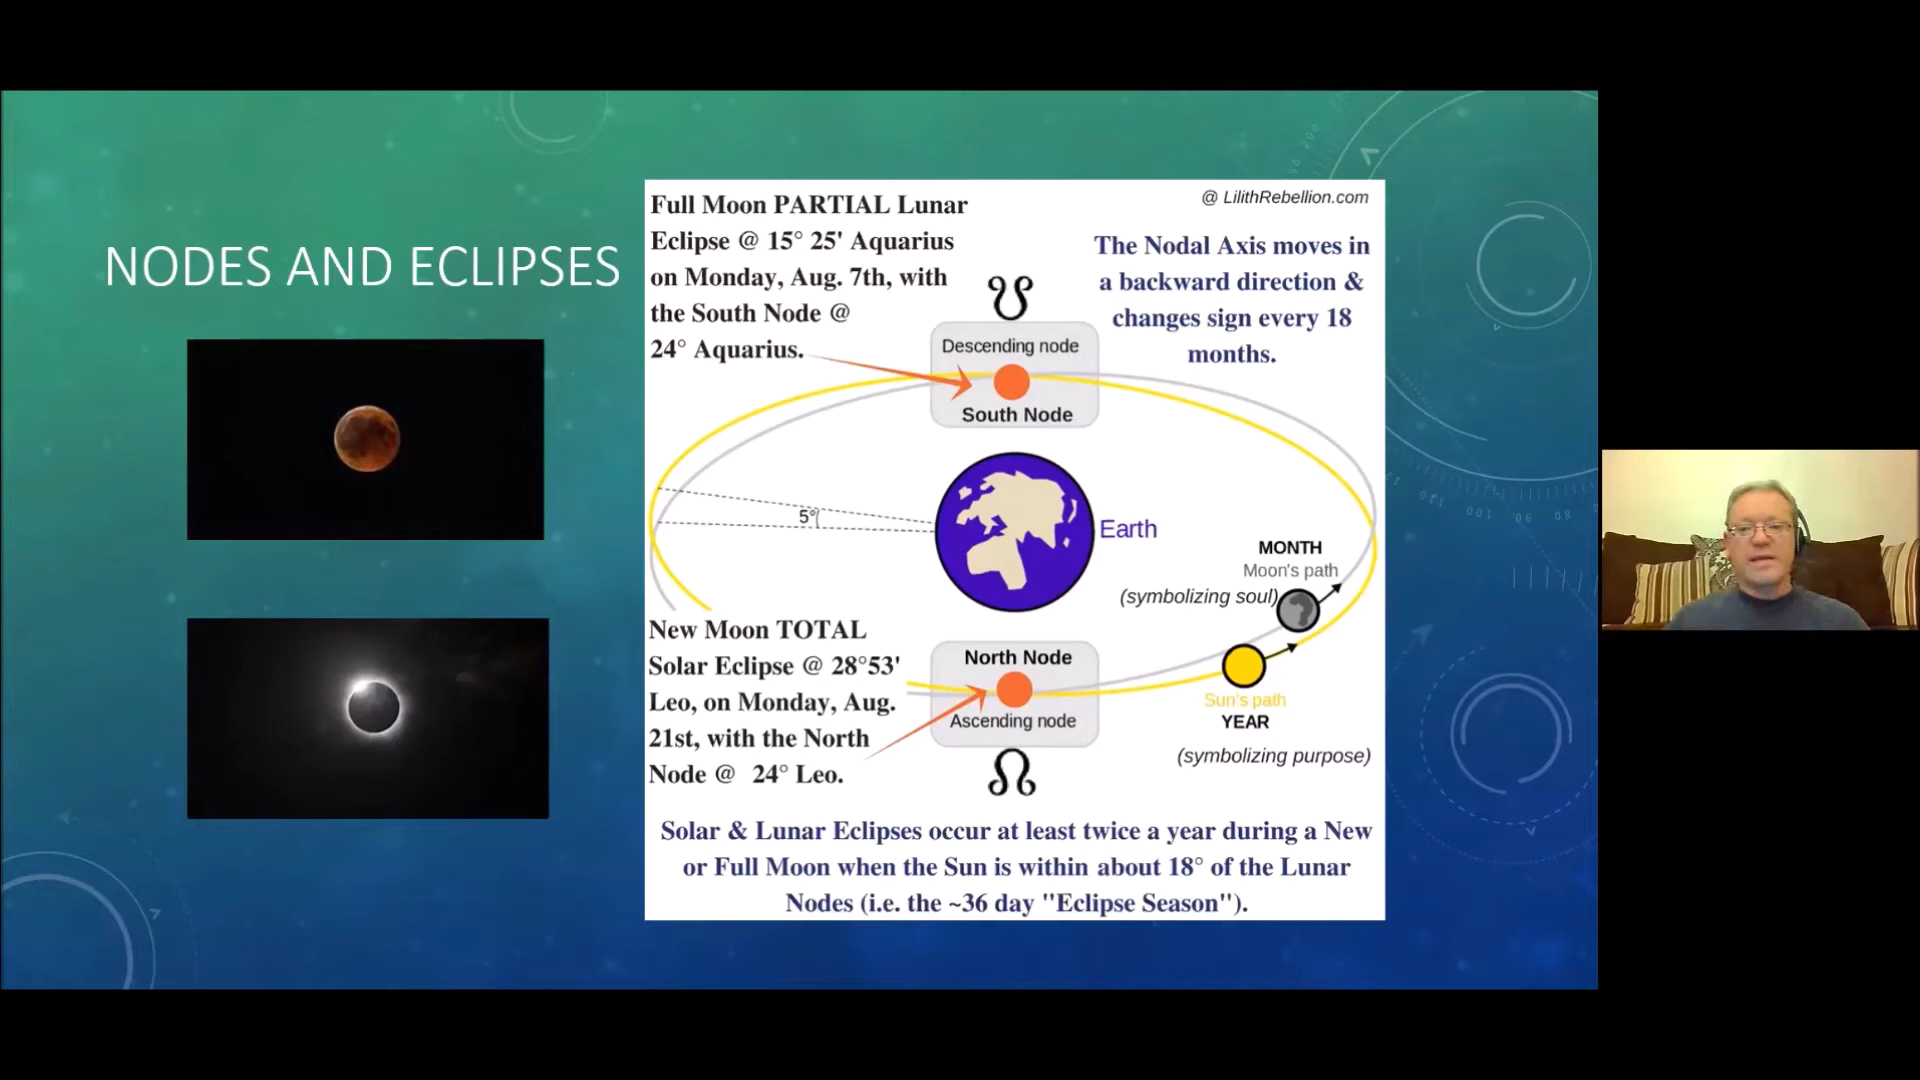 NODES AND ECLIPSES
Full Moon PARTIAL Lunar
Eclipse @ 15° 25' Aquarius
on Monday, Aug. 7th, with
the South Node @
24° Aquarius.
@ LilithRebellion.com
The Nodal Axis moves in
a backward direction &
changes sign every 18
months.
☋
Descending node
South Node
5°
Earth
MONTH
Moon's path
(symbolizing soul)
New Moon TOTAL
Solar Eclipse @ 28°53'
Leo, on Monday, Aug.
21st, with the North
Node @ 24° Leo.
North Node
Ascending node
☊
Sun's path
YEAR
(symbolizing purpose)
Solar & Lunar Eclipses occur at least twice a year during a New
or Full Moon when the Sun is within about 18° of the Lunar
Nodes (i.e. the ~36 day "Eclipse Season").